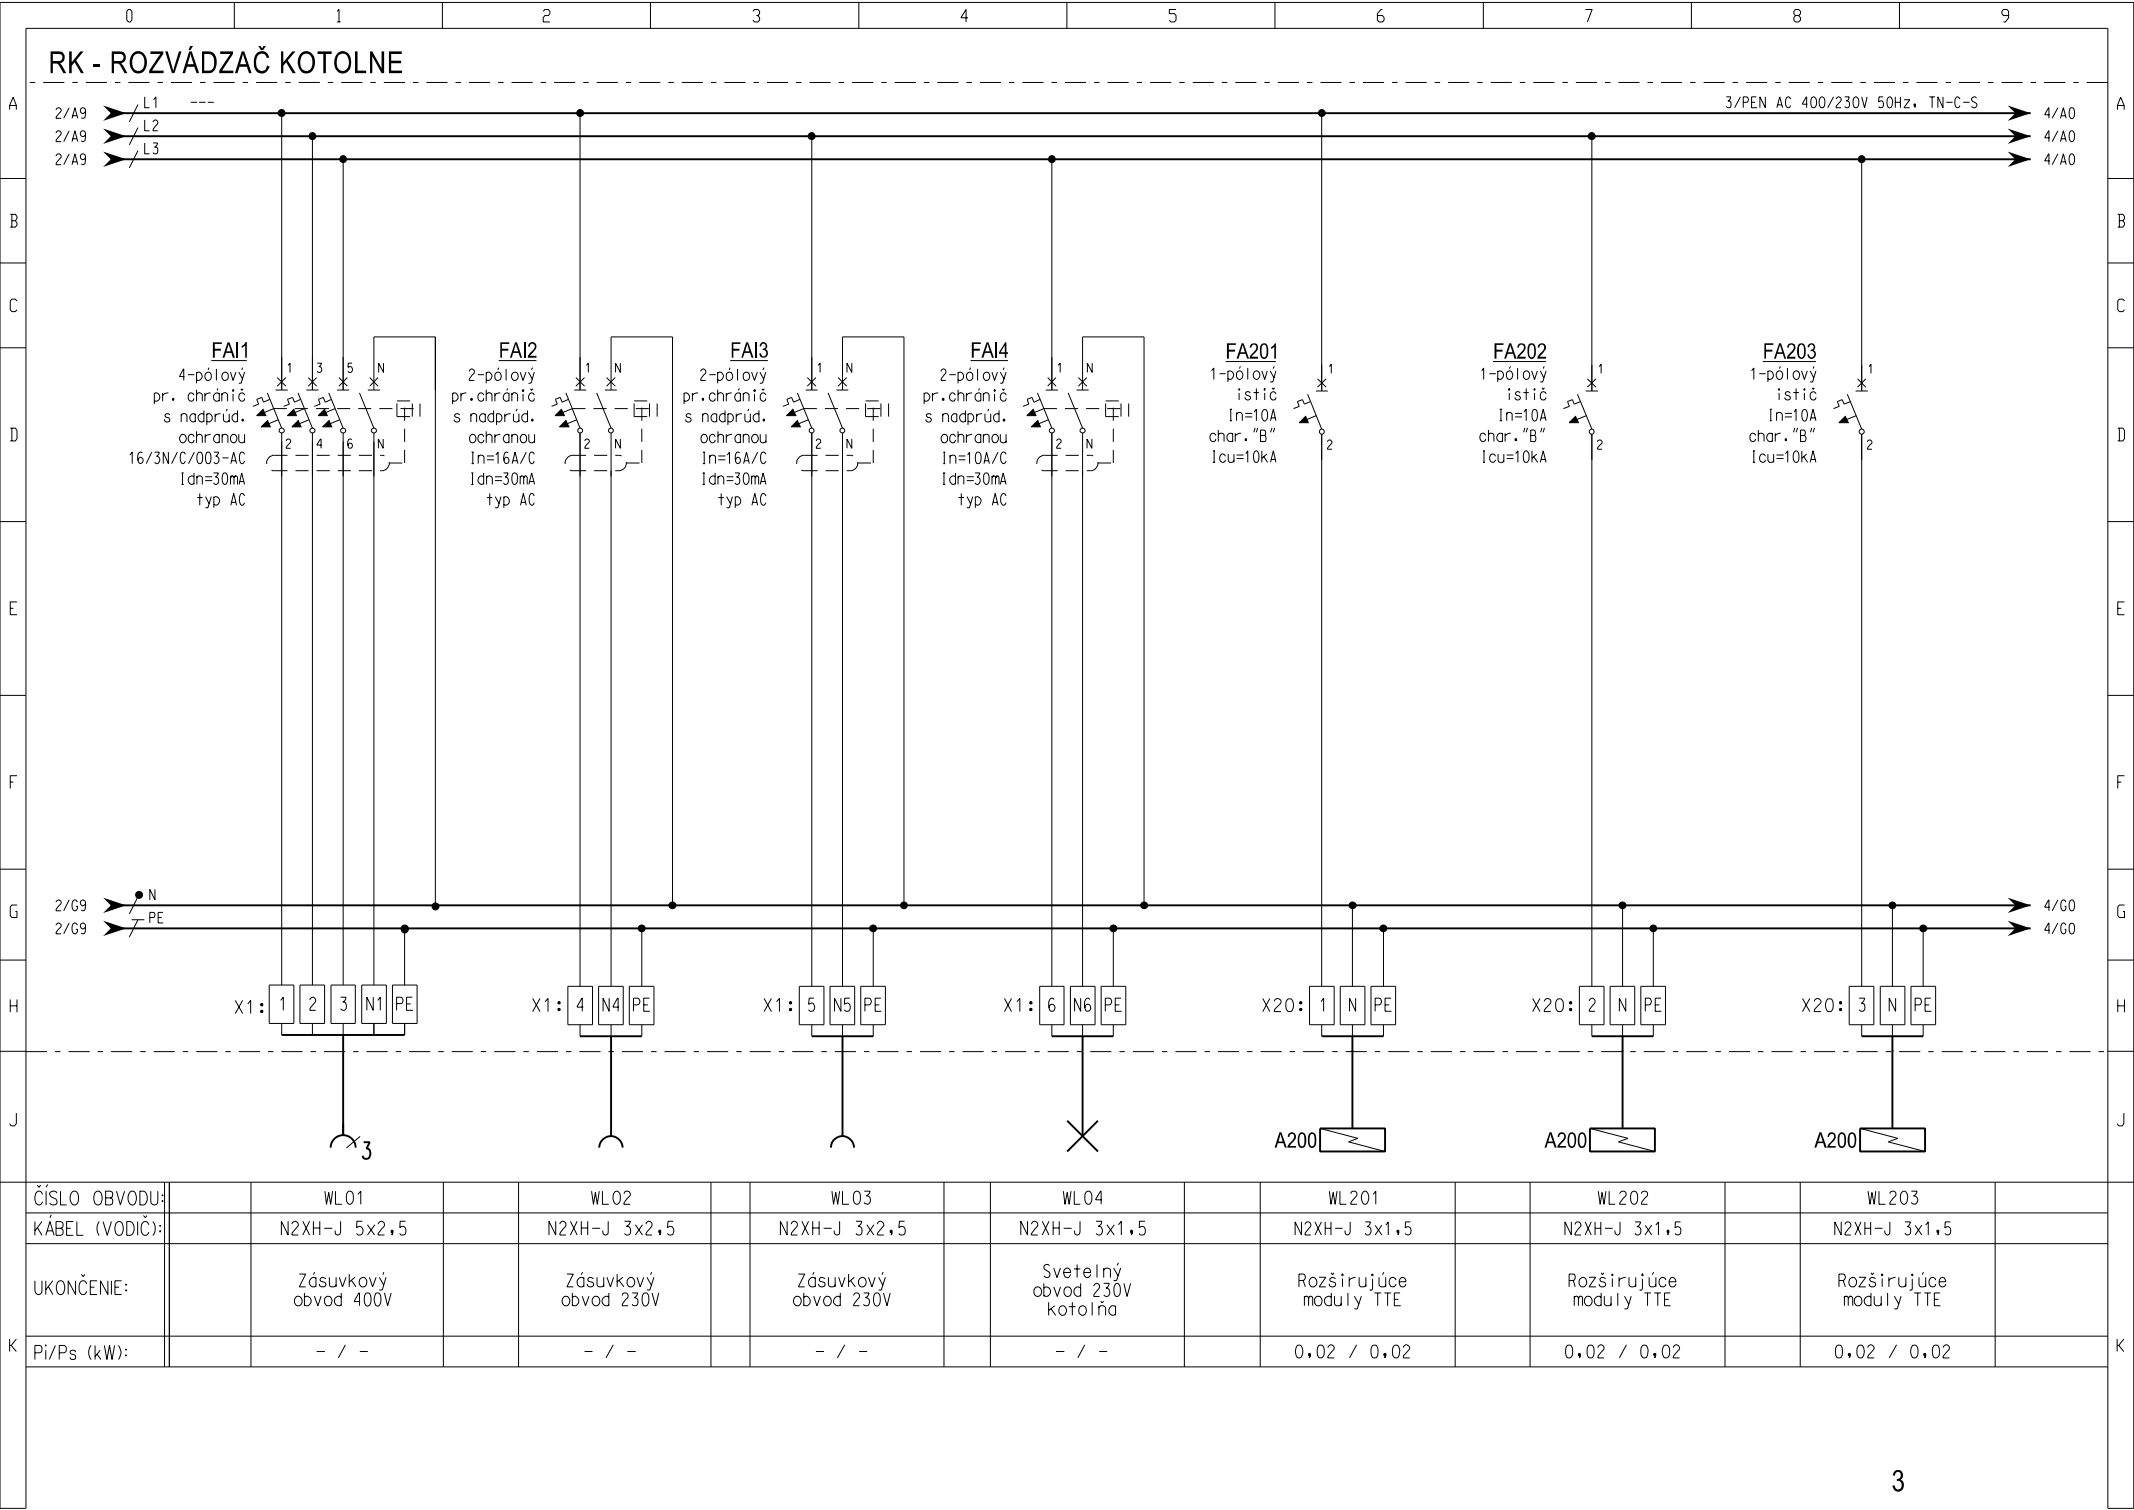 0 1 2 3 4 5 6 7 8 9
RK - ROZVÁDZAČ KOTOLNE
A A
2/A9 L1 --- 3/PEN AC 400/230V 50Hz, TN-C-S 4/A0
2/A9 L2 4/A0
2/A9 L3 4/A0
B B
C C
D D
FAI1
4-pólový
pr. chránič
s nadprúd.
ochranou
16/3N/C/003-AC
Idn=30mA
typ AC
1 3 5 N
2 4 6 N
FAI2
2-pólový
pr.chránič
s nadprúd.
ochranou
In=16A/C
Idn=30mA
typ AC
1 N
2 N
FAI3
2-pólový
pr.chránič
s nadprúd.
ochranou
In=16A/C
Idn=30mA
typ AC
1 N
2 N
FAI4
2-pólový
pr.chránič
s nadprúd.
ochranou
In=10A/C
Idn=30mA
typ AC
1 N
2 N
FA201
1-pólový
istič
In=10A
char."B"
Icu=10kA
1
2
FA202
1-pólový
istič
In=10A
char."B"
Icu=10kA
1
2
FA203
1-pólový
istič
In=10A
char."B"
Icu=10kA
1
2
E E
F F
G G
2/G9 N 4/G0
2/G9 PE 4/G0
H H
X1: 1 2 3 N1 PE
X1: 4 N4 PE
X1: 5 N5 PE
X1: 6 N6 PE
X20: 1 N PE
X20: 2 N PE
X20: 3 N PE
J J
3
A200
A200
A200
ČÍSLO OBVODU: WL01 WL02 WL03 WL04 WL201 WL202 WL203
KÁBEL (VODIČ): N2XH-J 5x2,5 N2XH-J 3x2,5 N2XH-J 3x2,5 N2XH-J 3x1,5 N2XH-J 3x1,5 N2XH-J 3x1,5 N2XH-J 3x1,5
UKONČENIE:
Zásuvkový
obvod 400V
Zásuvkový
obvod 230V
Zásuvkový
obvod 230V
Svetelný
obvod 230V
kotolňa
Rozširujúce
moduly TTE
Rozširujúce
moduly TTE
Rozširujúce
moduly TTE
K K
Pi/Ps (kW): - / - - / - - / - - / - 0,02 / 0,02 0,02 / 0,02 0,02 / 0,02
3